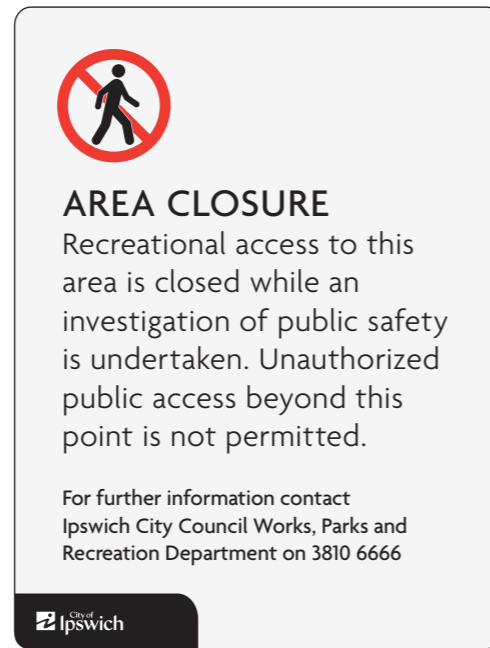 AREA CLOSURE
Recreational access to this
area is closed while an
investigation of public safety
is undertaken. Unauthorized
public access beyond this
point is not permitted.
For further information contact
Ipswich City Council Works, Parks and
Recreation Department on 3810 6666
City of
Ipswich